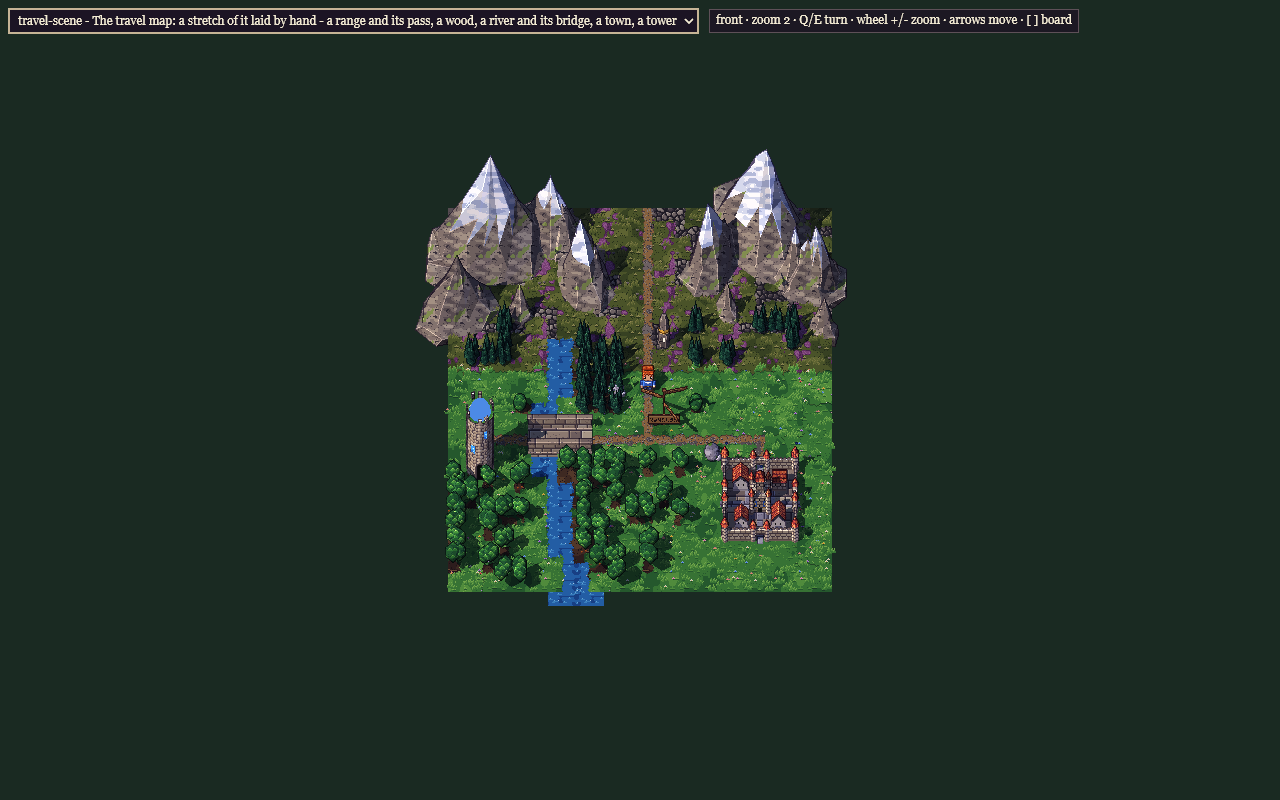 travel-scene - The travel map: a stretch of it laid by hand - a range and its pass, a wood, a river and its bridge, a town, a tower
front · zoom 2 · Q/E turn · wheel +/- zoom · arrows move · [ ] board